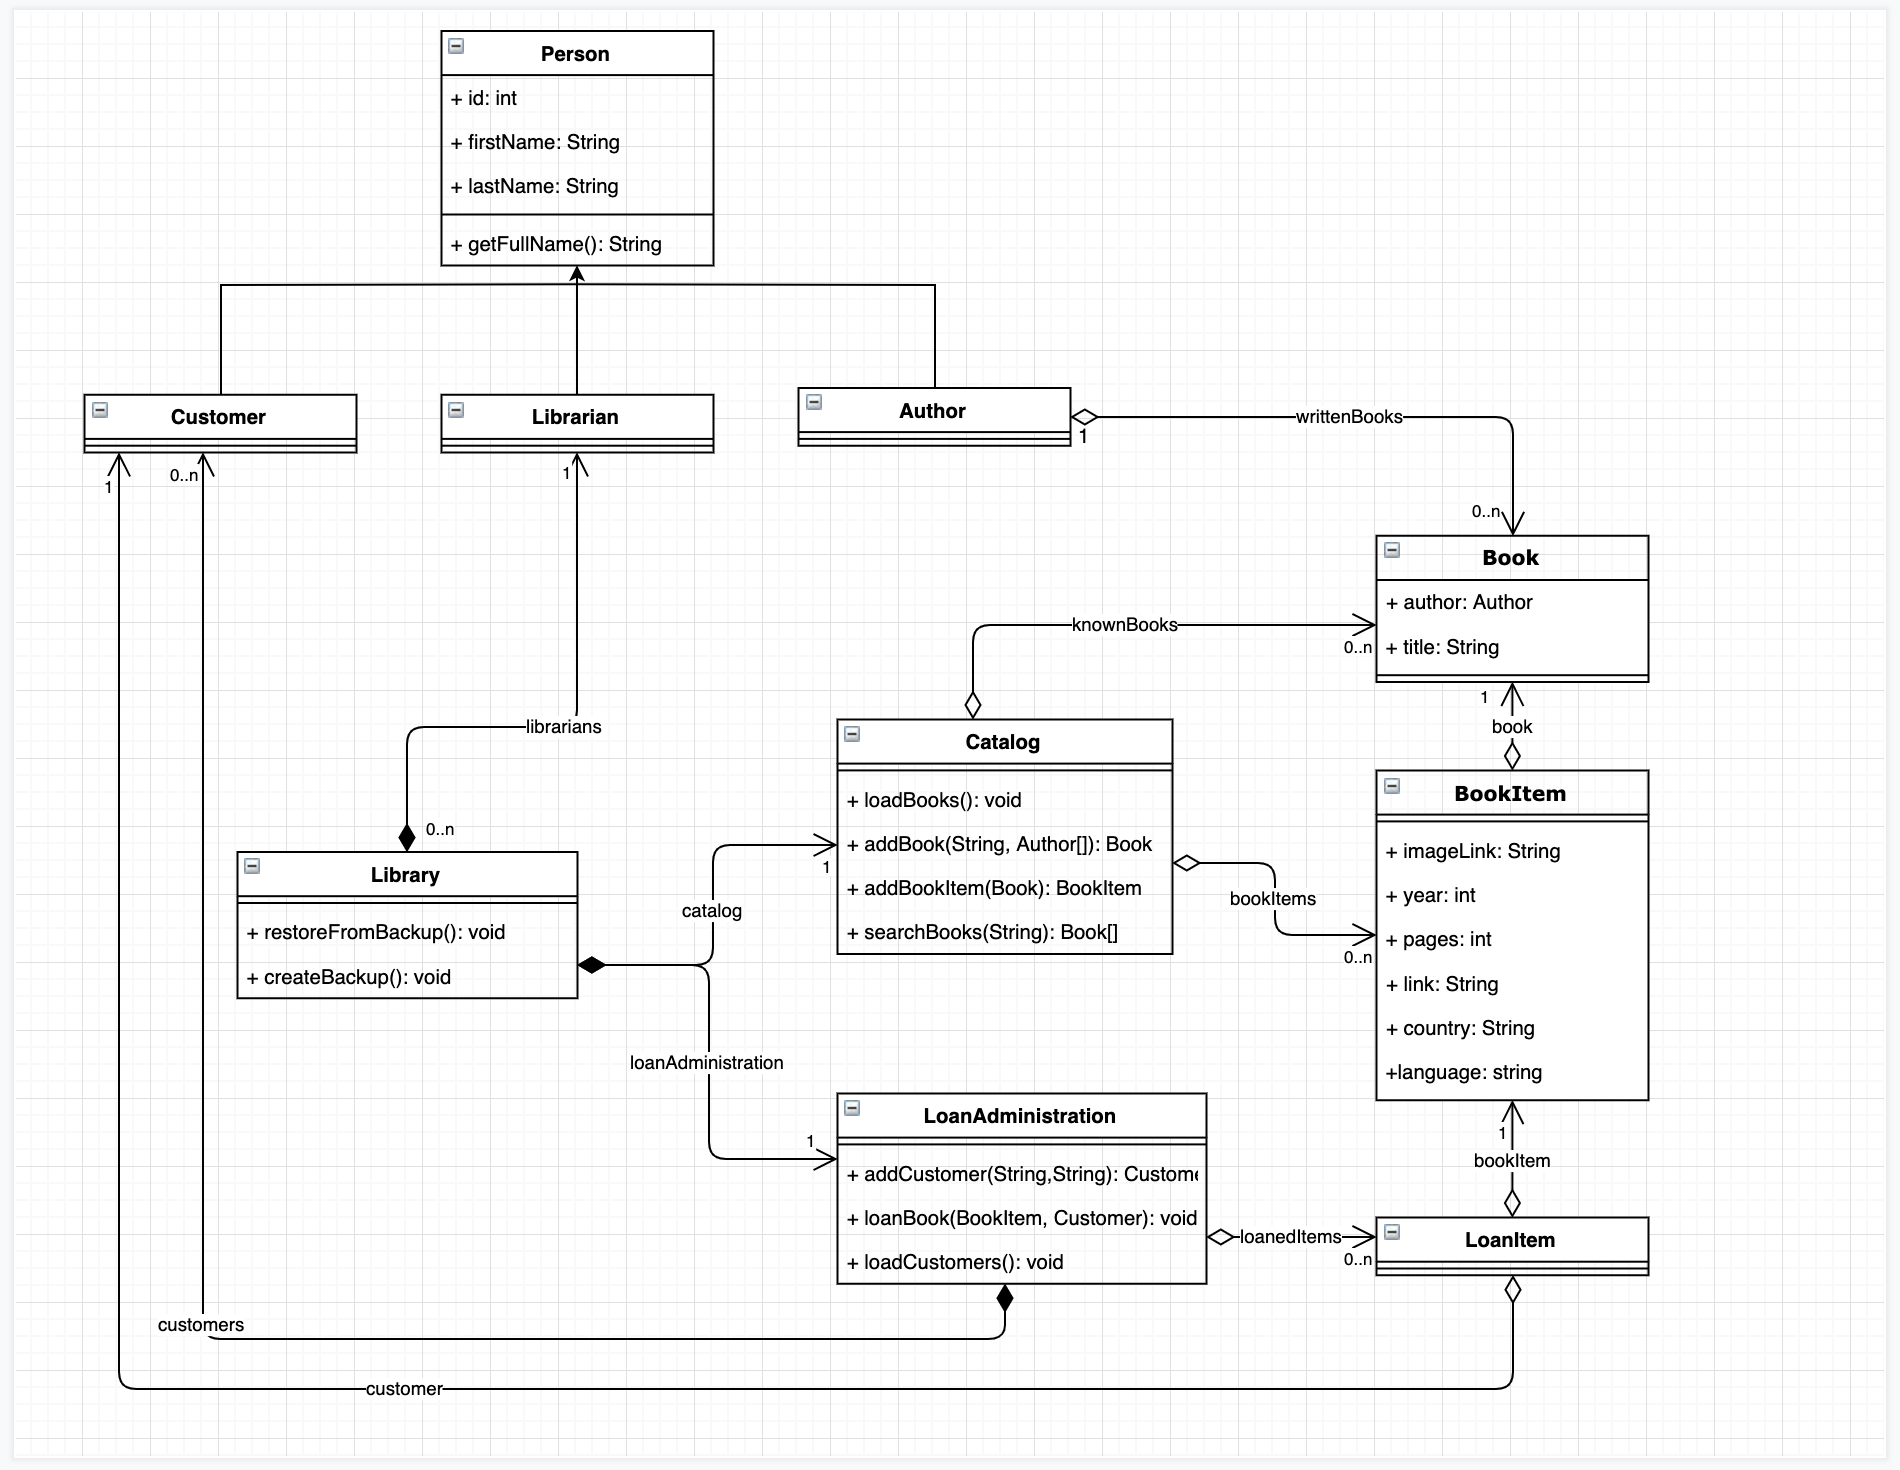 Person
+ id: int
+ firstName: String
+ lastName: String
+ getFullName(): String
Customer
Librarian
Author
1
writtenBooks
0..n
1
0..n
1
Book
+ author: Author
+ title: String
knownBooks
0..n
1
book
librarians
0..n
Catalog
+ loadBooks(): void
+ addBook(String, Author[]): Book
+ addBookItem(Book): BookItem
+ searchBooks(String): Book[]
BookItem
+ imageLink: String
+ year: int
+ pages: int
+ link: String
+ country: String
+language: string
Library
+ restoreFromBackup(): void
+ createBackup(): void
catalog
1
bookItems
0..n
loanAdministration
1
LoanAdministration
+ addCustomer(String,String): Custome
+ loanBook(BookItem, Customer): void
+ loadCustomers(): void
1
bookItem
loanedItems
0..n
LoanItem
customers
customer